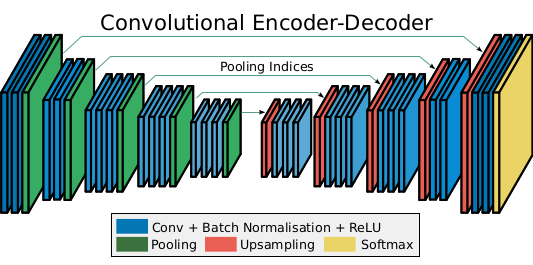 Convolutional Encoder-Decoder
Pooling Indices
Conv + Batch Normalisation + ReLU
Pooling Upsampling Softmax